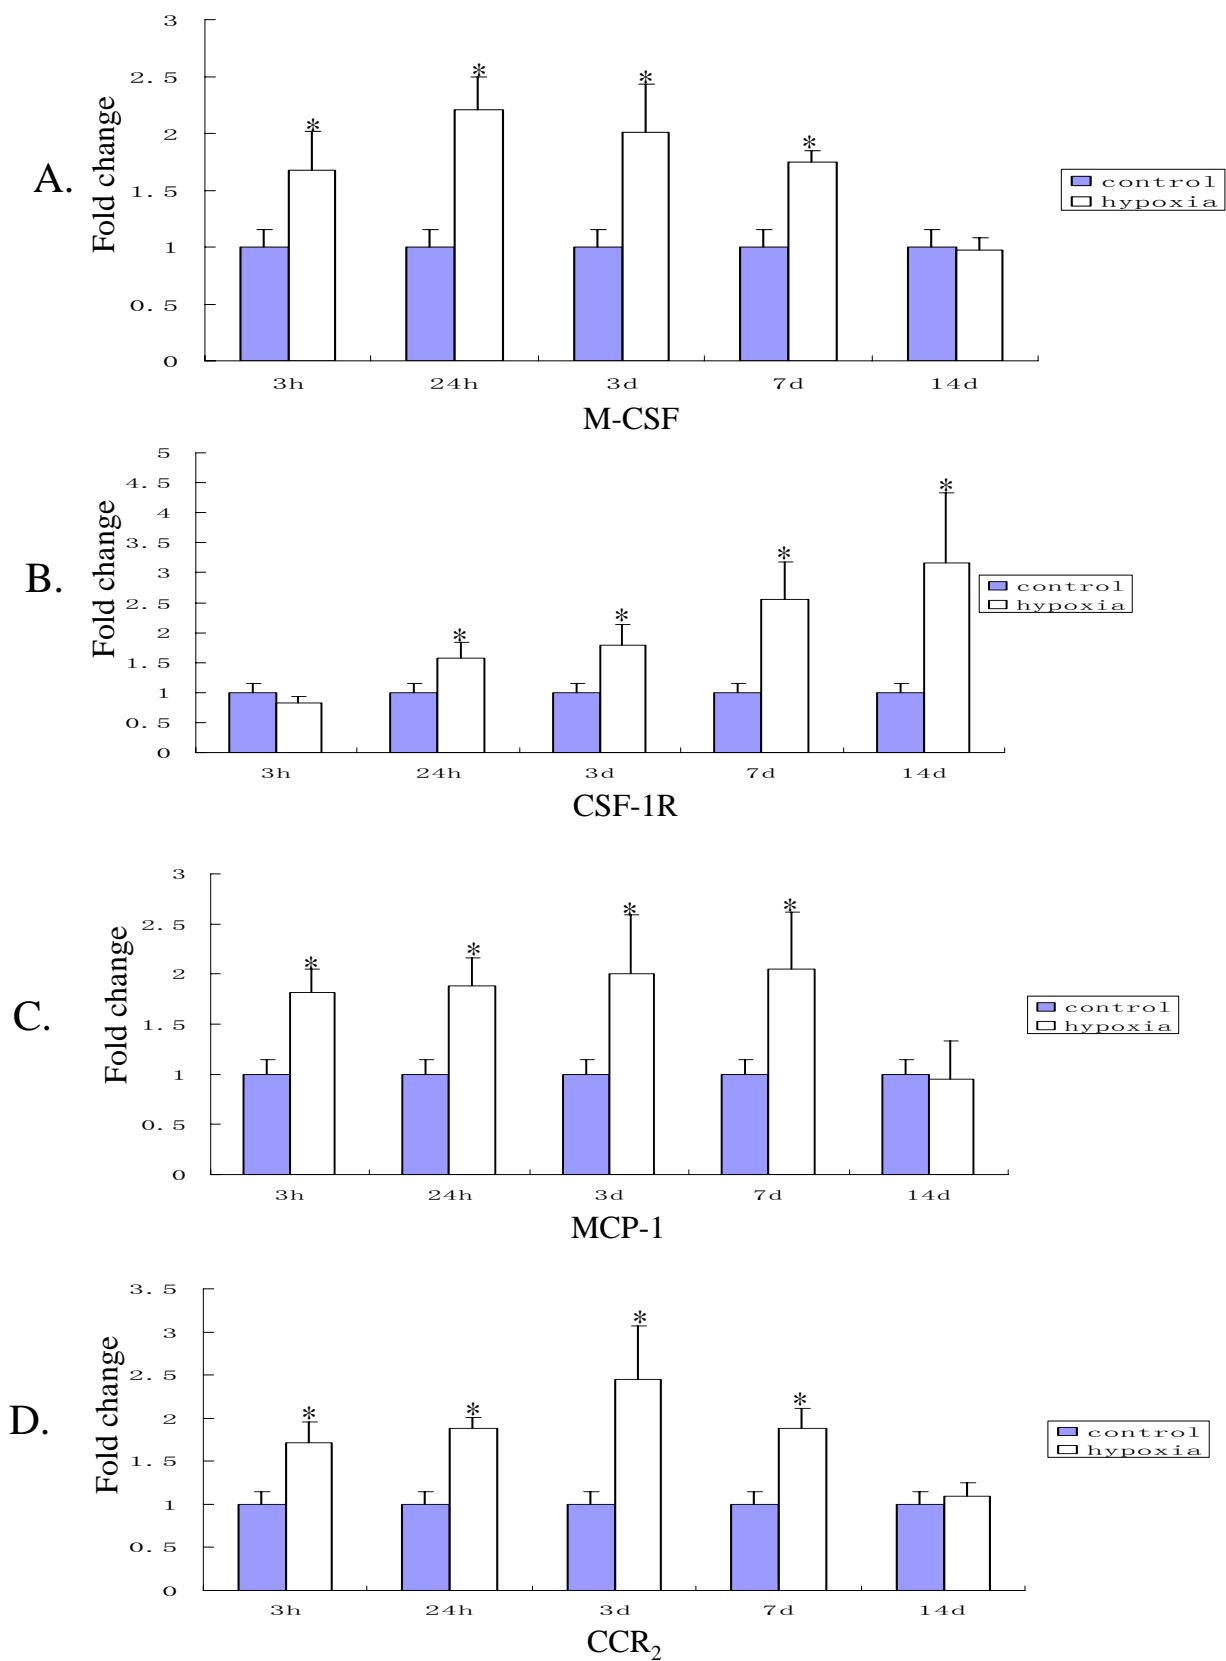 A.
Fold change
3
2.5
2
1.5
1
0.5
0
* * * *
3h 24h 3d 7d 14d
M-CSF
control
hypoxia
B.
Fold change
5
4.5
4
3.5
3
2.5
2
1.5
1
0.5
0
* * * *
3h 24h 3d 7d 14d
CSF-1R
control
hypoxia
C.
Fold change
3
2.5
2
1.5
1
0.5
0
* * * *
3h 24h 3d 7d 14d
MCP-1
control
hypoxia
D.
Fold change
3.5
3
2.5
2
1.5
1
0.5
0
* * * *
3h 24h 3d 7d 14d
CCR₂
control
hypoxia